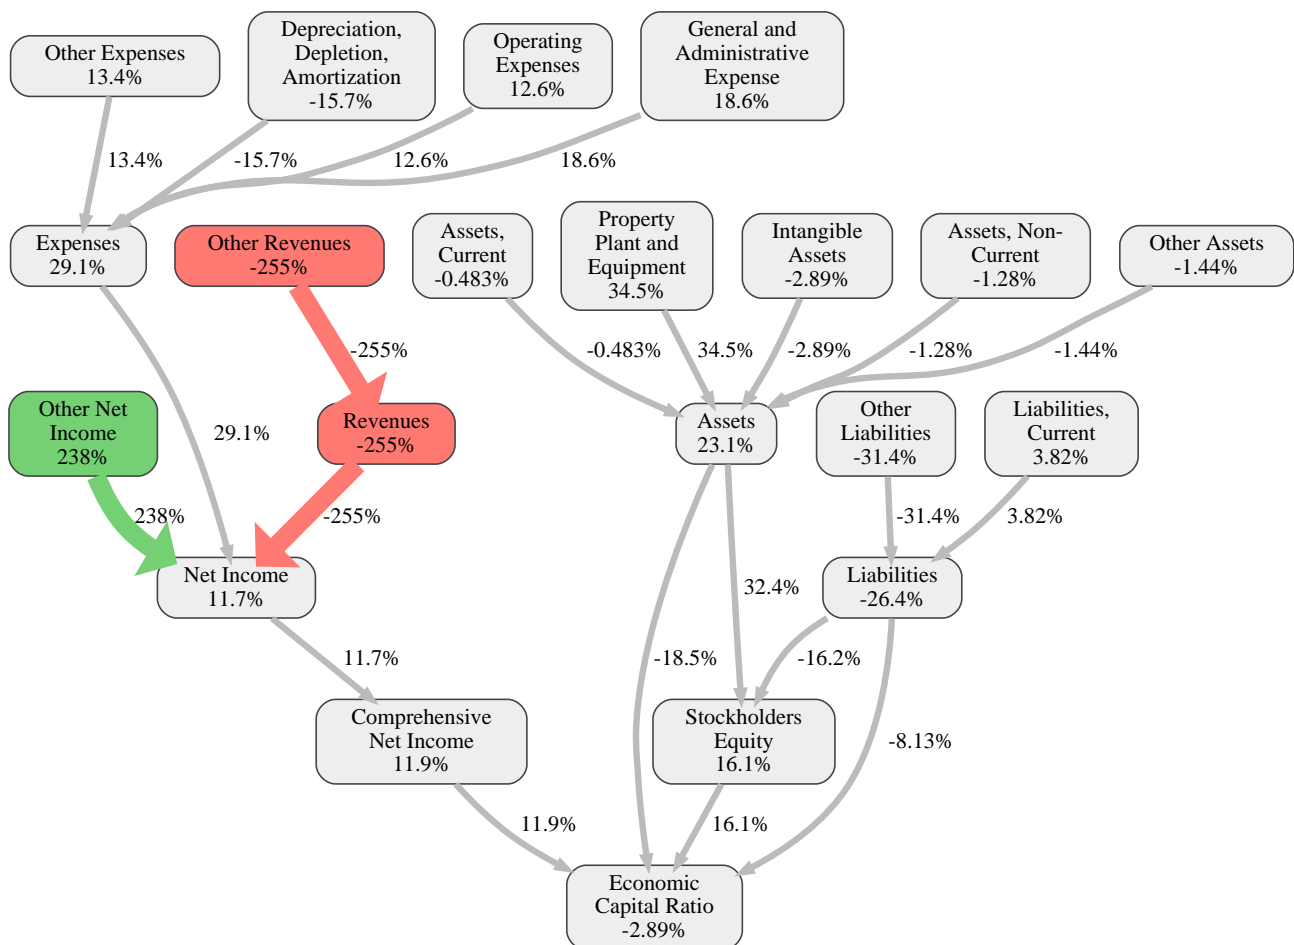 Other Expenses
13.4%
Depreciation,
Depletion,
Amortization
-15.7%
Operating
Expenses
12.6%
General and
Administrative
Expense
18.6%
13.4%
-15.7%
12.6%
18.6%
Expenses
29.1%
Other Revenues
-255%
Assets,
Current
-0.483%
Property
Plant and
Equipment
34.5%
Intangible
Assets
-2.89%
Assets, Non-
Current
-1.28%
Other Assets
-1.44%
-255%
-0.483%
34.5%
-2.89%
-1.28%
-1.44%
Other Net
Income
238%
29.1%
Revenues
-255%
Assets
23.1%
Other
Liabilities
-31.4%
Liabilities,
Current
3.82%
238%
-255%
-31.4%
3.82%
Net Income
11.7%
32.4%
Liabilities
-26.4%
11.7%
-18.5%
-16.2%
Comprehensive
Net Income
11.9%
Stockholders
Equity
16.1%
-8.13%
11.9%
16.1%
Economic
Capital Ratio
-2.89%